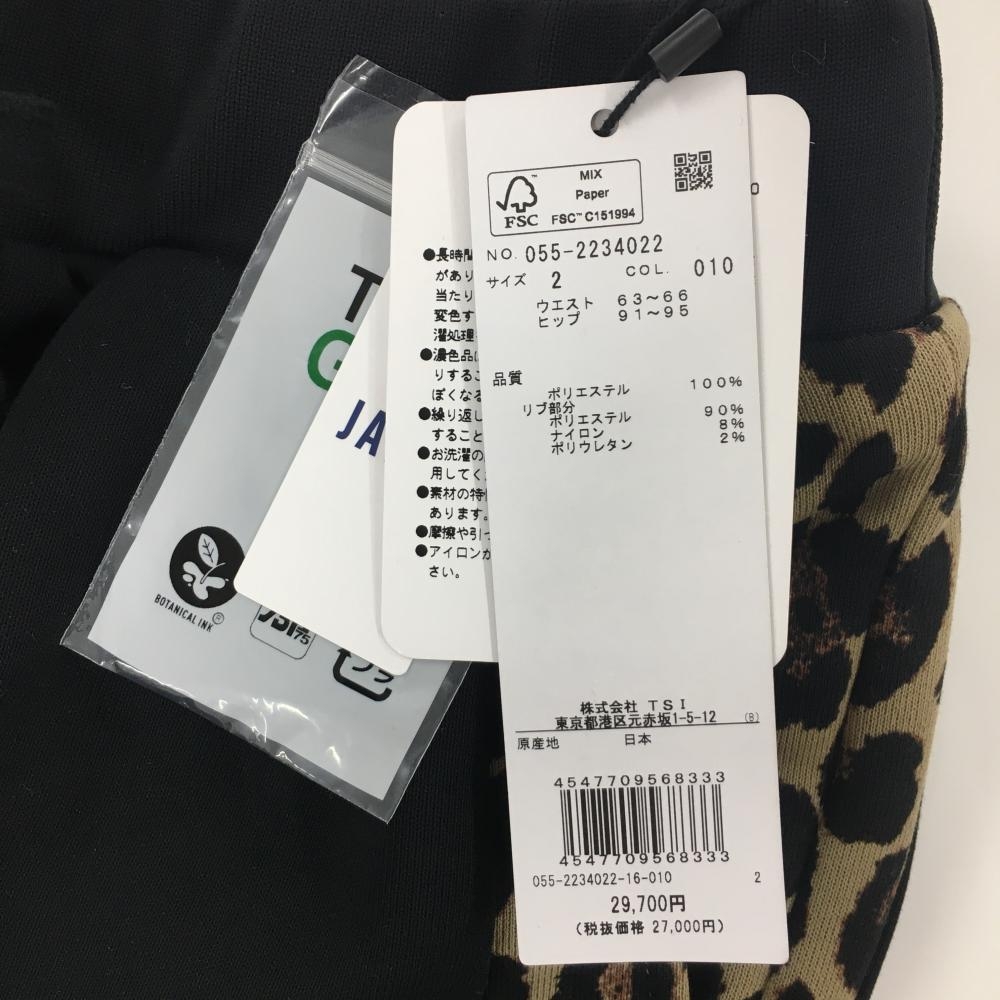 MIX
Paper
FSC™ C151994
FSC
NO. 055-2234022
サイズ 2 COL. 010
ウエスト 63～66
ヒップ 91～95
品質
ポリエステル 100%
リブ部分
ポリエステル 90%
ナイロン 8%
ポリウレタン 2%
株式会社 TSI
東京都港区元赤坂1-5-12 (B)
原産地 日本
4547709568333
4547709568333
055-2234022-16-010 2
29,700円
(税抜価格 27,000円)
●長時間
があり
当たり
変色す
濯処理
●濃色品は
りするこ
ぽくなる
●繰り返し
すること
●お洗濯の
用してく
●素材の特
あります。
●摩擦や引っ
●アイロンが
さい。
T
G
JA
BOTANICAL INK®
プラ